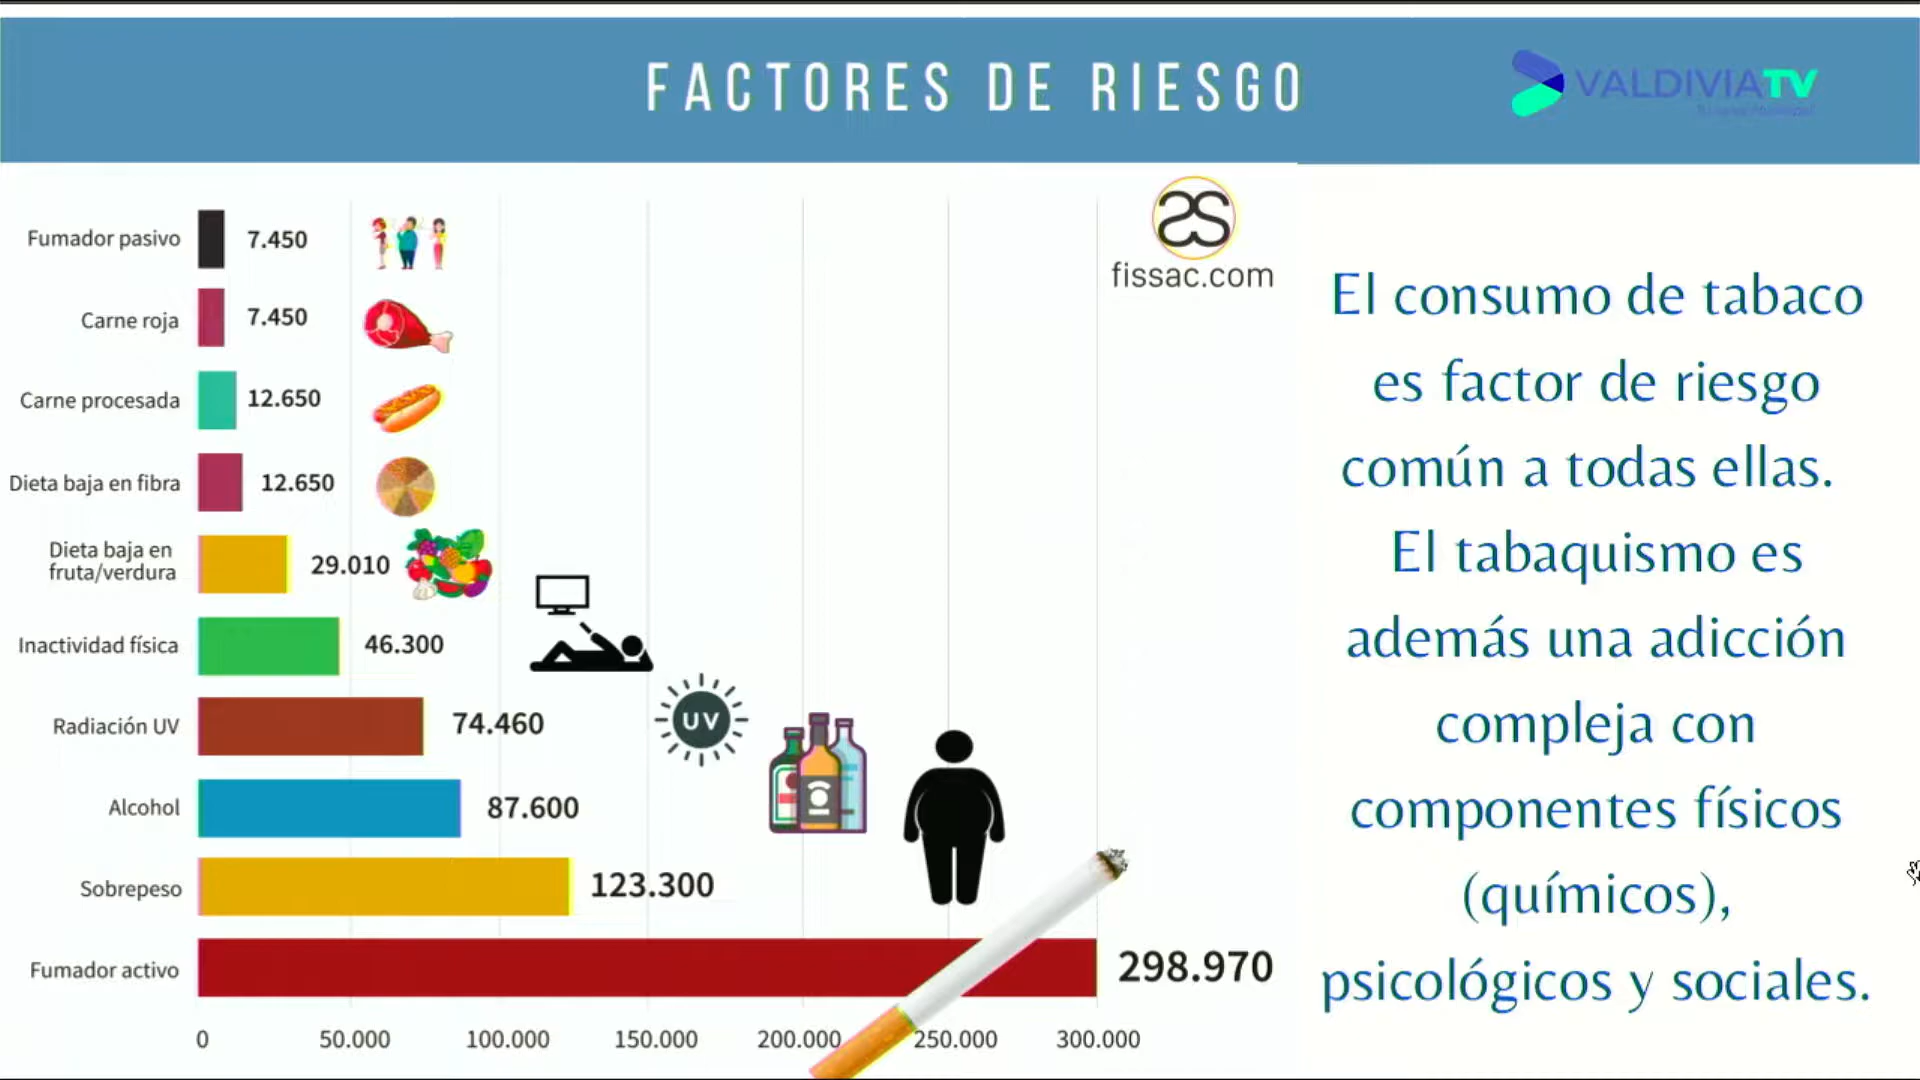 FACTORES DE RIESGO
VALDIVIATV
fissac.com
Fumador pasivo 7.450
Carne roja 7.450
Carne procesada 12.650
Dieta baja en fibra 12.650
Dieta baja en
fruta/verdura 29.010
Inactividad física 46.300
Radiación UV 74.460
UV
Alcohol 87.600
Sobrepeso 123.300
Fumador activo 298.970
0 50.000 100.000 150.000 200.000 250.000 300.000
El consumo de tabaco
es factor de riesgo
común a todas ellas.
El tabaquismo es
además una adicción
compleja con
componentes físicos
(químicos),
psicológicos y sociales.